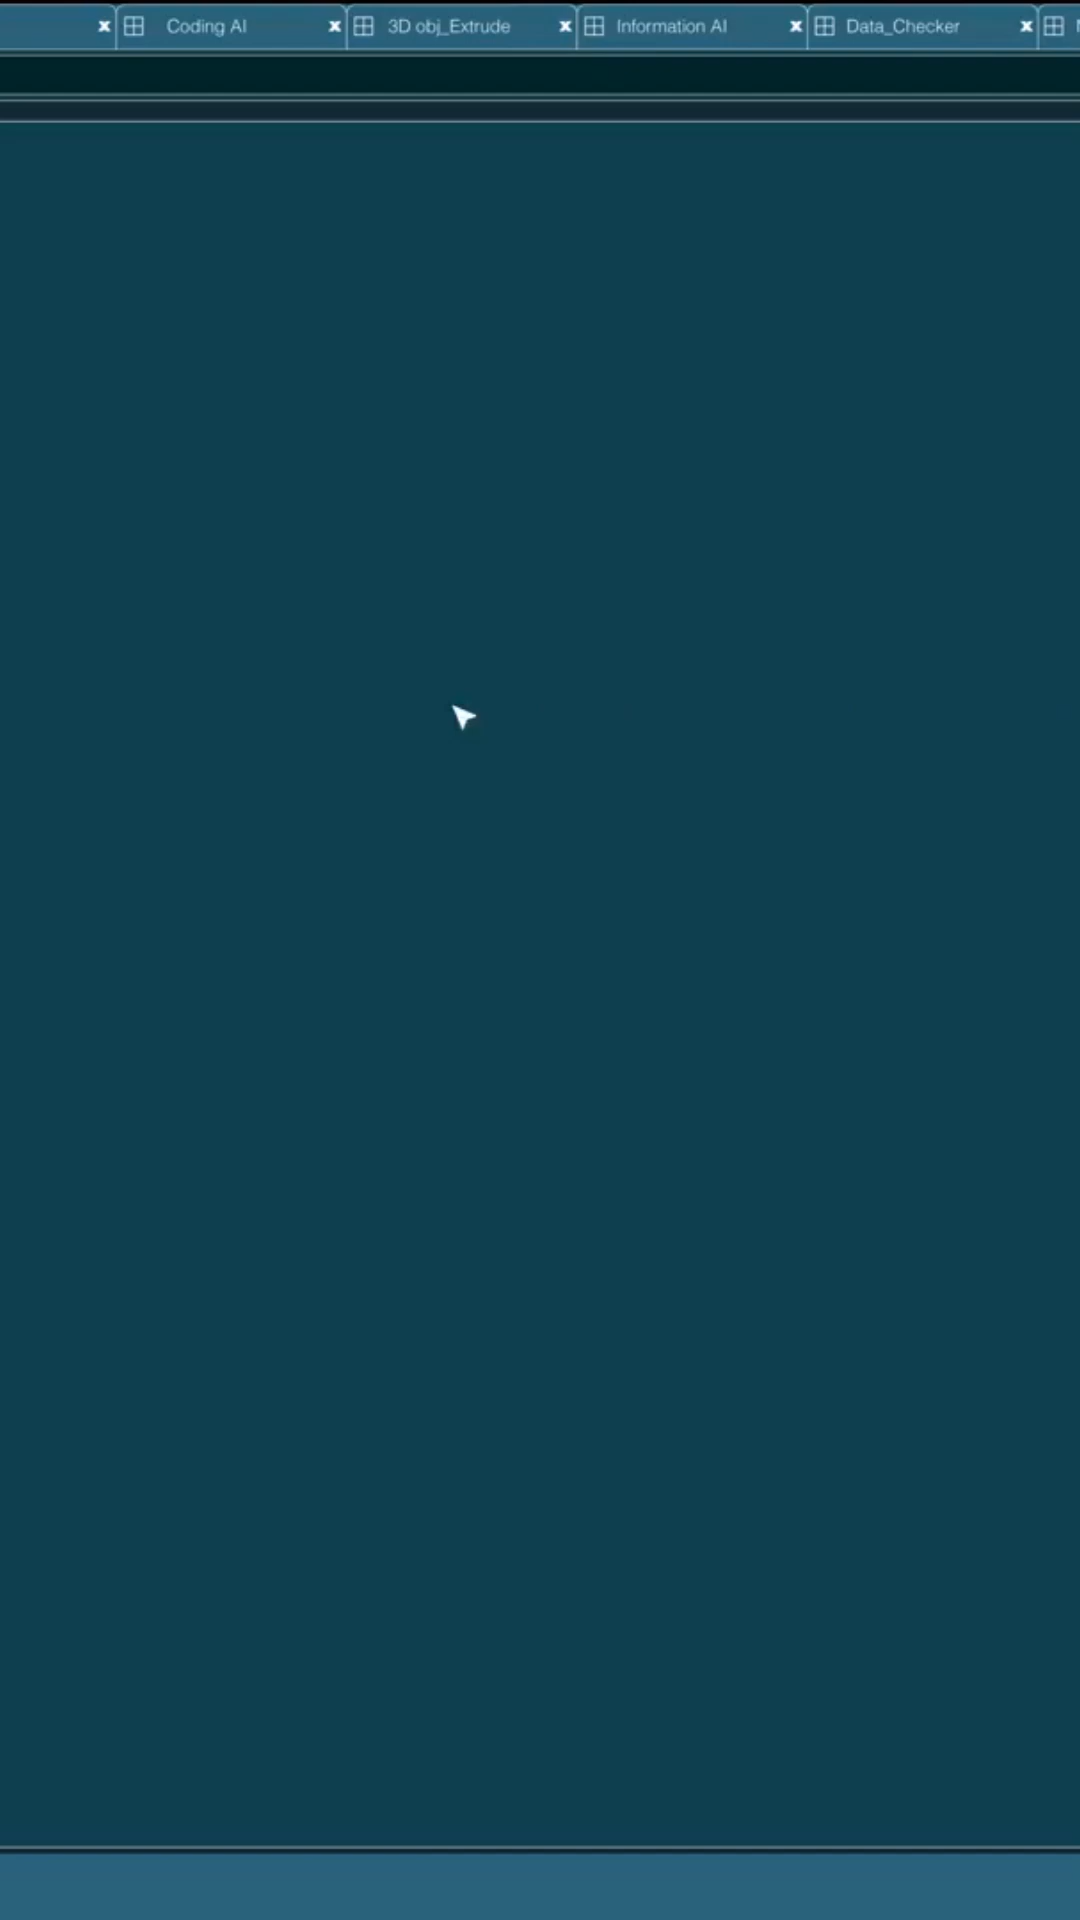 Coding AI
3D obj_Extrude
Information AI
Data_Checker